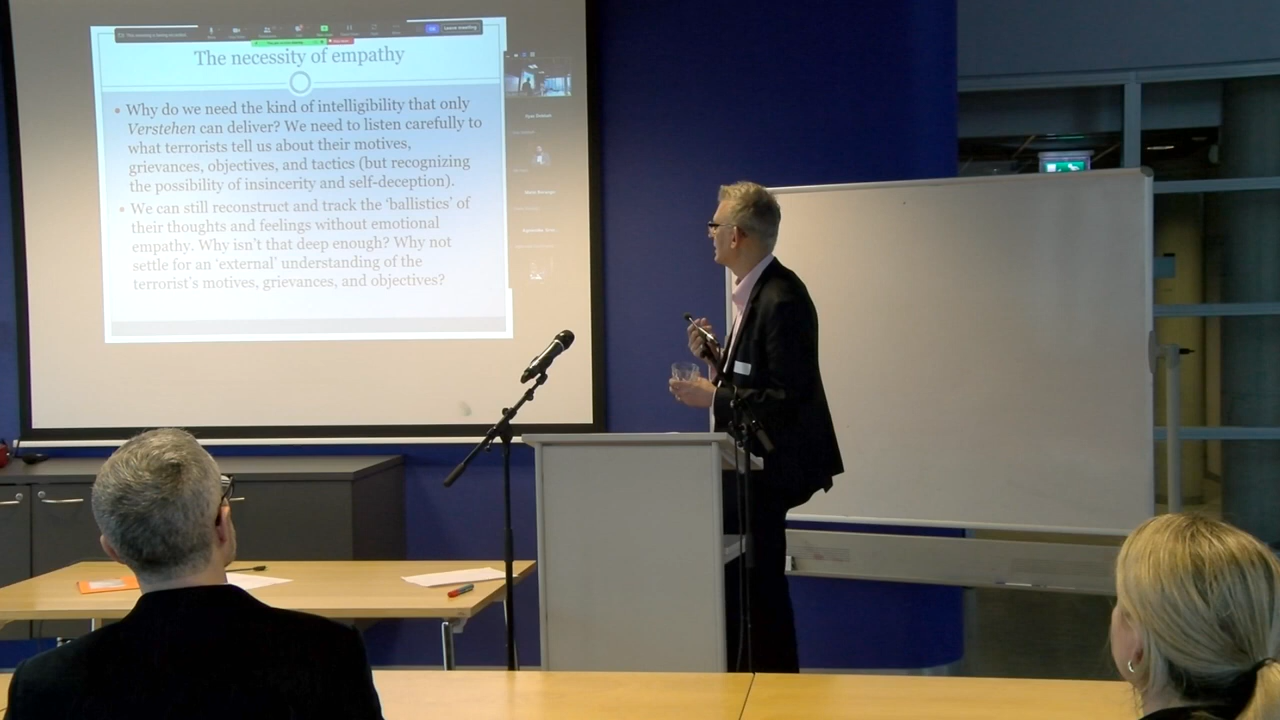 Leave meeting
The necessity of empathy
• Why do we need the kind of intelligibility that only
Verstehen can deliver? We need to listen carefully to
what terrorists tell us about their motives,
grievances, objectives, and tactics (but recognizing
the possibility of insincerity and self-deception).
• We can still reconstruct and track the ‘ballistics’ of
their thoughts and feelings without emotional
empathy. Why isn’t that deep enough? Why not
settle for an ‘external’ understanding of the
terrorist’s motives, grievances, and objectives?